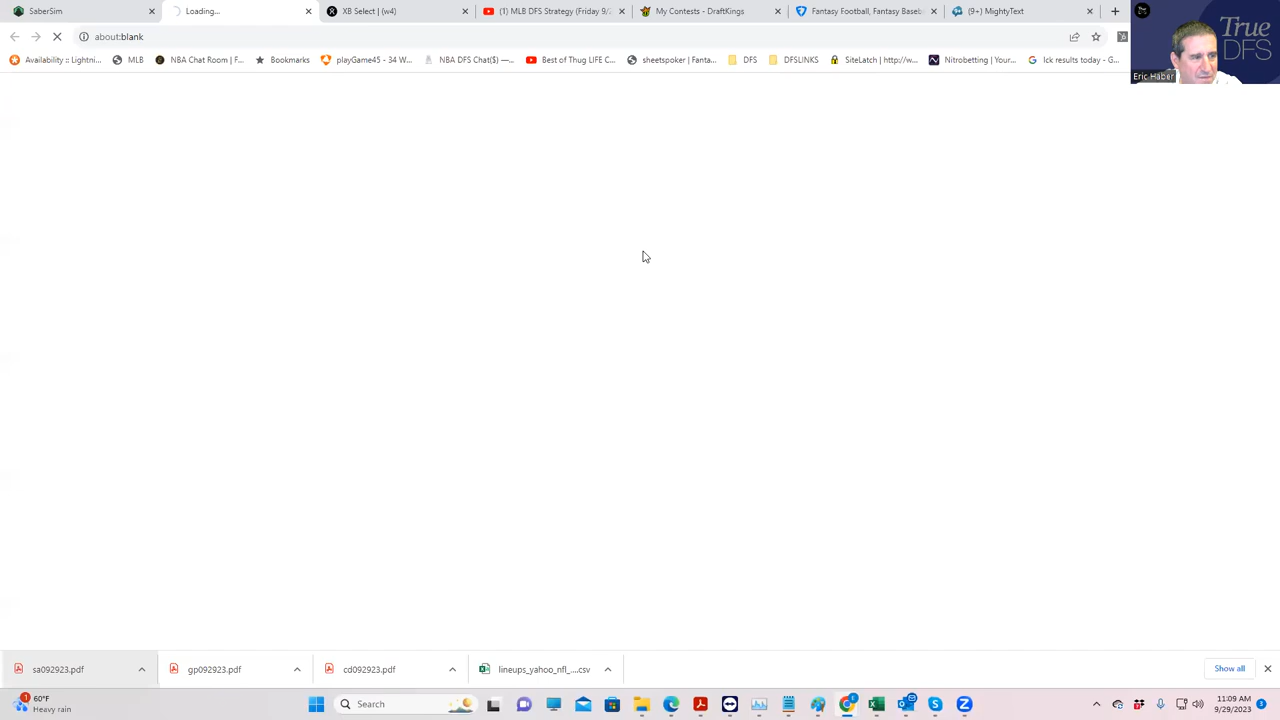 SaberSim
Loading...
XB Select | (w4)
(1) MLB DFS Strategy (Friday 9/2
My Contests - DraftKings
Fantasy Football, Fantasy Baseb
(9+) MightyText
about:blank
Availability :: Lightni...
MLB
NBA Chat Room | F...
Bookmarks
playGame45 - 34 W...
NBA DFS Chat($) —...
Best of Thug LIFE C...
sheetspoker | Fanta...
DFS
DFSLINKS
SiteLatch | http://w...
Nitrobetting | Your...
lck results today - G...
True
DFS
Eric Haber
sa092923.pdf
gp092923.pdf
cd092923.pdf
lineups_yahoo_nfl_....csv
Show all
60°F
Heavy rain
Search
11:09 AM
9/29/2023